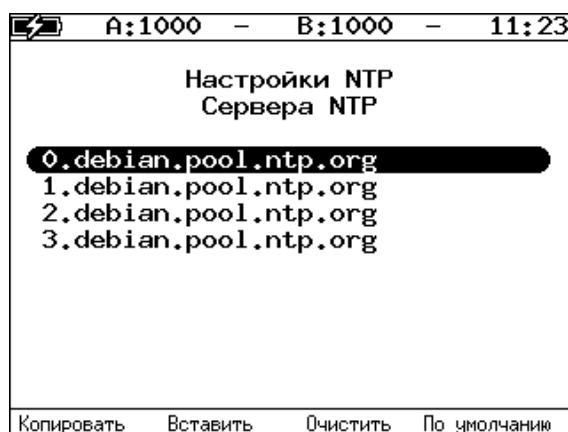 A:1000 – B:1000 – 11:23
Настройки NTP
Сервера NTP
0.debian.pool.ntp.org
1.debian.pool.ntp.org
2.debian.pool.ntp.org
3.debian.pool.ntp.org
Копировать Вставить Очистить По умолчанию